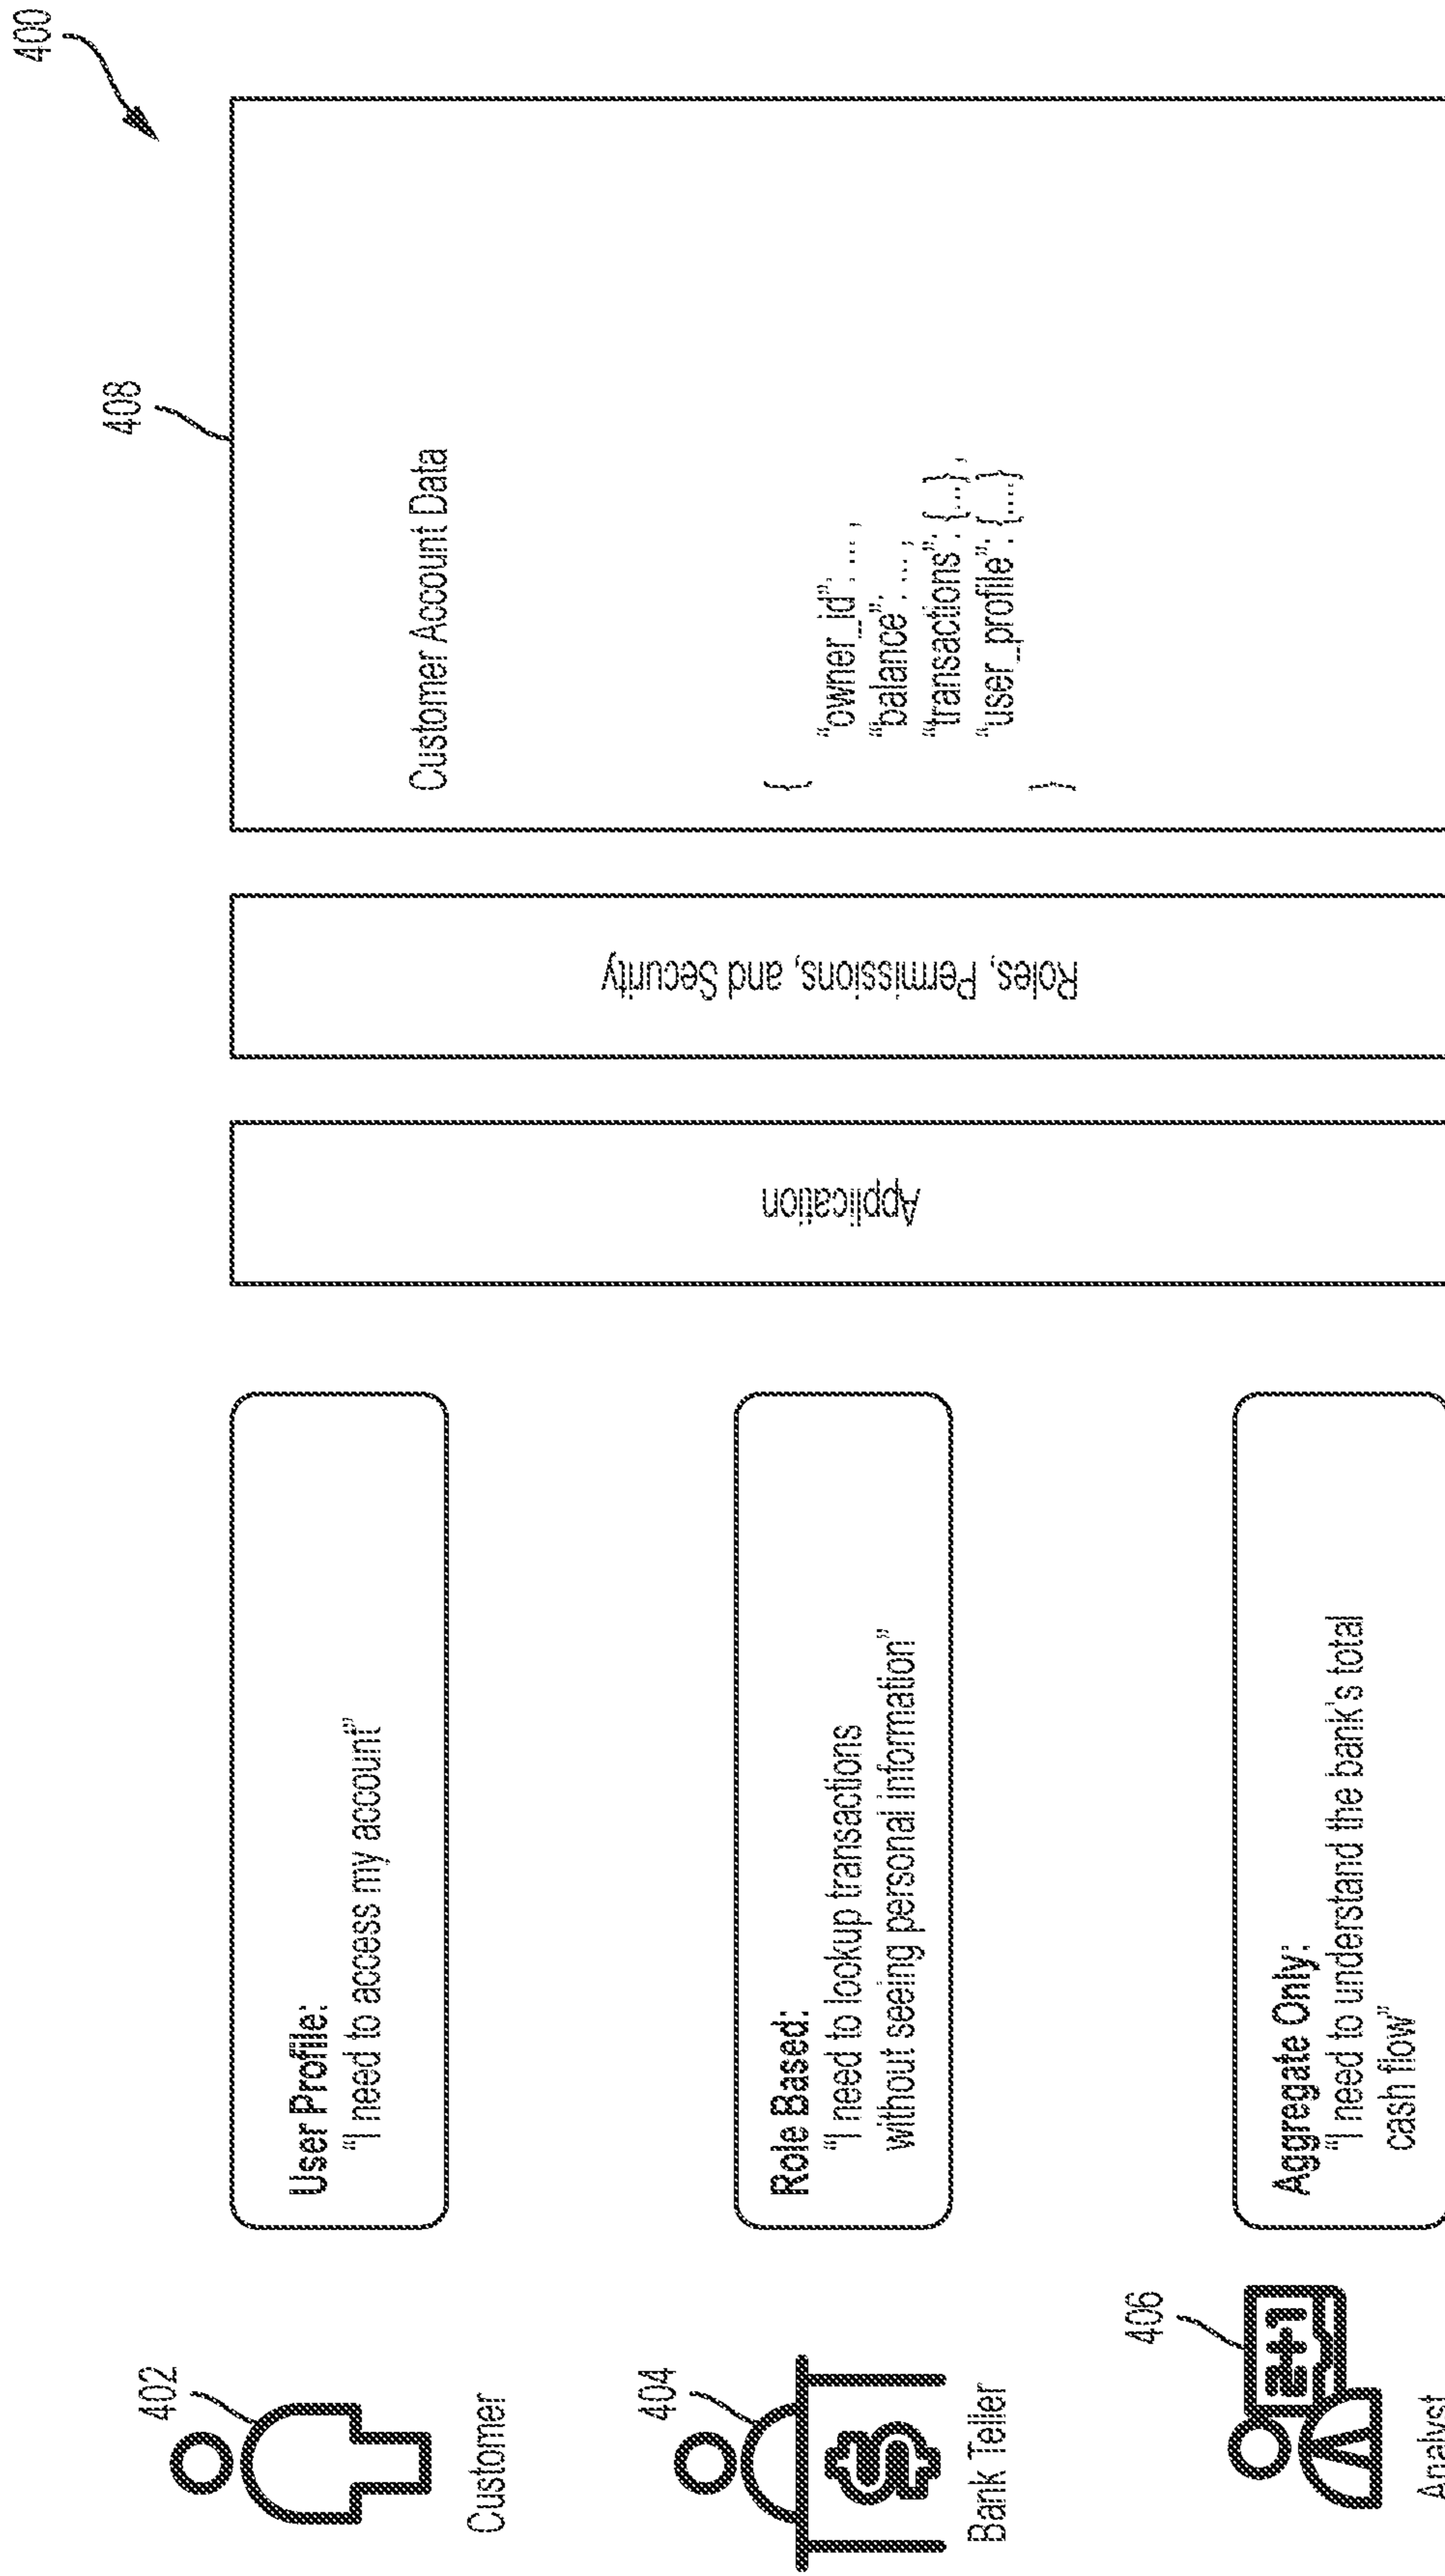 400
402
Customer
User Profile:
“I need to access my account”
404
Bank Teller
Role Based:
“I need to lookup transactions
without seeing personal information”
406
Analyst
Aggregate Only:
“I need to understand the bank's total
cash flow”
Application
Roles, Permissions, and Security
408
Customer Account Data
{
“owner_id”: ... ,
“balance”: ... ,
“transactions”: {...},
“user_profile”: {...}
}